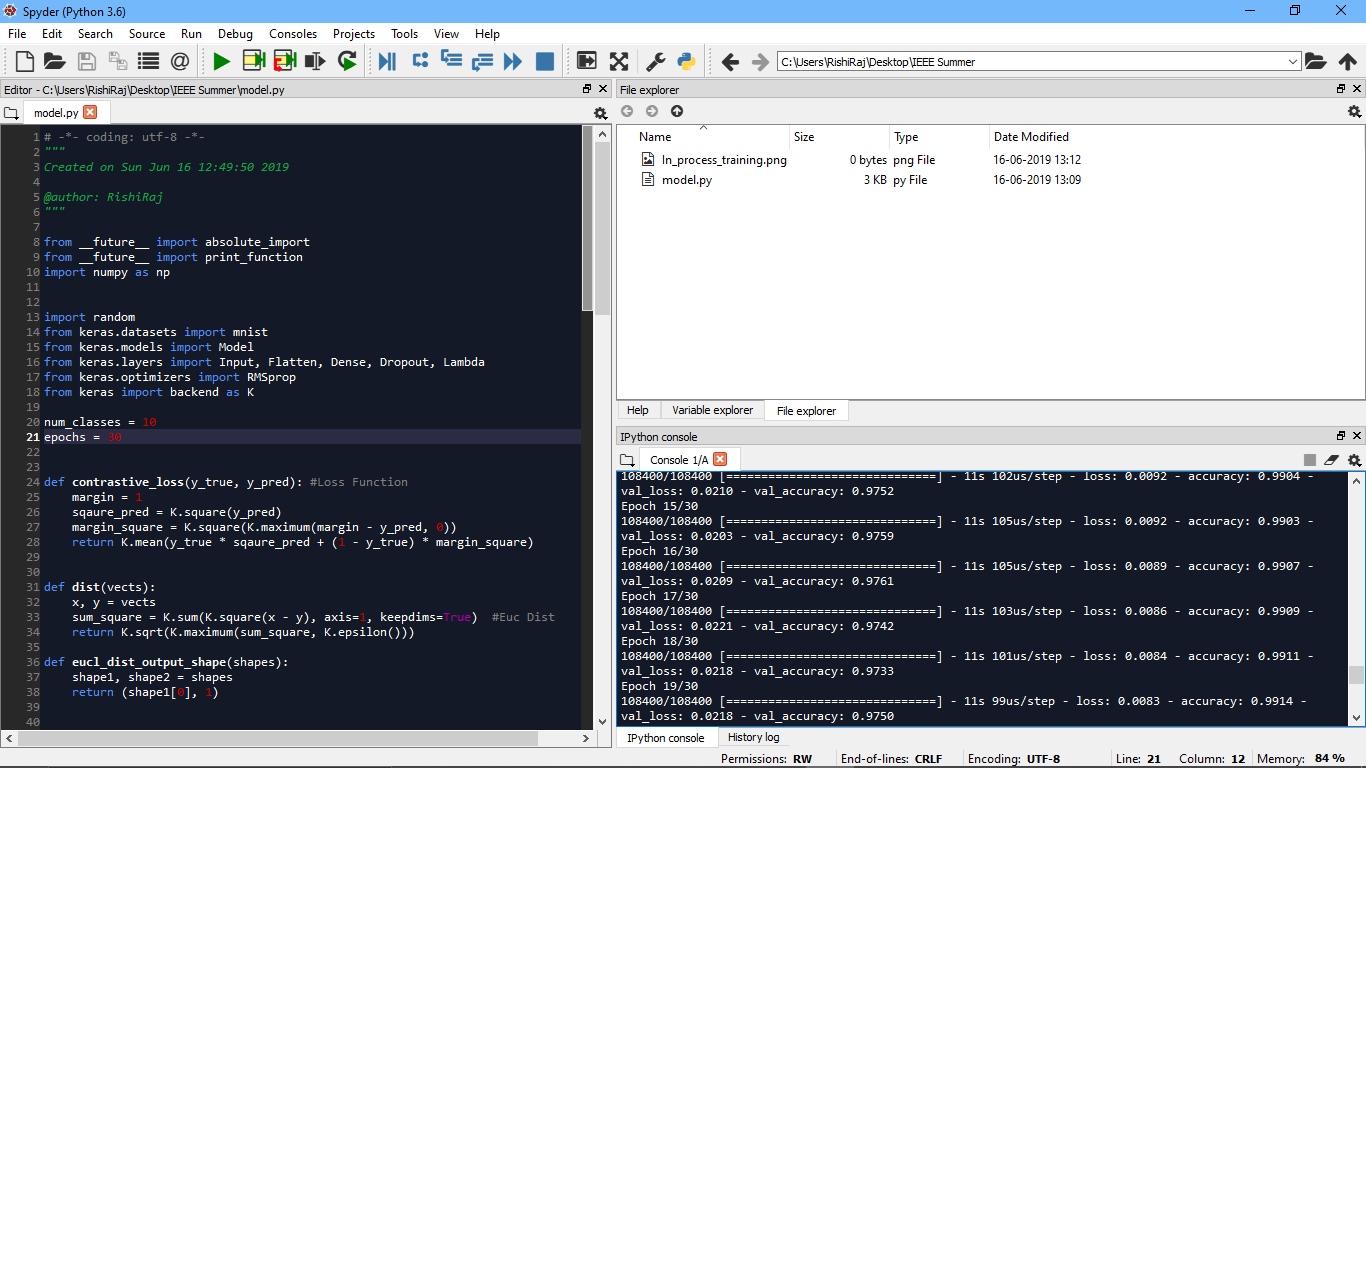 Spyder (Python 3.6)
File Edit Search Source Run Debug Consoles Projects Tools View Help
C:\Users\RishiRaj\Desktop\IEEE Summer
Editor - C:\Users\RishiRaj\Desktop\IEEE Summer\model.py
model.py
1 # -*- coding: utf-8 -*-
2 """
3 Created on Sun Jun 16 12:49:50 2019
4
5 @author: RishiRaj
6 """
7
8 from __future__ import absolute_import
9 from __future__ import print_function
10 import numpy as np
11
12
13 import random
14 from keras.datasets import mnist
15 from keras.models import Model
16 from keras.layers import Input, Flatten, Dense, Dropout, Lambda
17 from keras.optimizers import RMSprop
18 from keras import backend as K
19
20 num_classes = 10
21 epochs = 30
22
23
24 def contrastive_loss(y_true, y_pred): #Loss Function
25     margin = 1
26     sqaure_pred = K.square(y_pred)
27     margin_square = K.square(K.maximum(margin - y_pred, 0))
28     return K.mean(y_true * sqaure_pred + (1 - y_true) * margin_square)
29
30
31 def dist(vects):
32     x, y = vects
33     sum_square = K.sum(K.square(x - y), axis=1, keepdims=True)  #Euc Dist
34     return K.sqrt(K.maximum(sum_square, K.epsilon()))
35
36 def eucl_dist_output_shape(shapes):
37     shape1, shape2 = shapes
38     return (shape1[0], 1)
39
40
File explorer
Name Size Type Date Modified
In_process_training.png 0 bytes png File 16-06-2019 13:12
model.py 3 KB py File 16-06-2019 13:09
Help Variable explorer File explorer
IPython console
Console 1/A
108400/108400 [==============================] - 11s 102us/step - loss: 0.0092 - accuracy: 0.9904 -
val_loss: 0.0210 - val_accuracy: 0.9752
Epoch 15/30
108400/108400 [==============================] - 11s 105us/step - loss: 0.0092 - accuracy: 0.9903 -
val_loss: 0.0203 - val_accuracy: 0.9759
Epoch 16/30
108400/108400 [==============================] - 11s 105us/step - loss: 0.0089 - accuracy: 0.9907 -
val_loss: 0.0209 - val_accuracy: 0.9761
Epoch 17/30
108400/108400 [==============================] - 11s 103us/step - loss: 0.0086 - accuracy: 0.9909 -
val_loss: 0.0221 - val_accuracy: 0.9742
Epoch 18/30
108400/108400 [==============================] - 11s 101us/step - loss: 0.0084 - accuracy: 0.9911 -
val_loss: 0.0218 - val_accuracy: 0.9733
Epoch 19/30
108400/108400 [==============================] - 11s 99us/step - loss: 0.0083 - accuracy: 0.9914 -
val_loss: 0.0218 - val_accuracy: 0.9750
IPython console History log
Permissions: RW End-of-lines: CRLF Encoding: UTF-8 Line: 21 Column: 12 Memory: 84 %